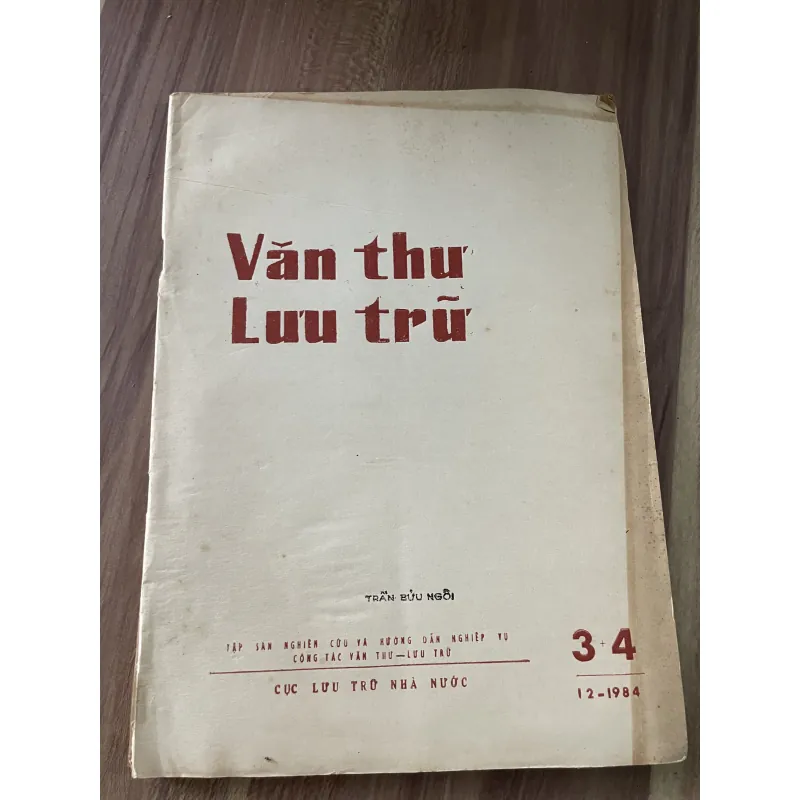 Văn thư
Lưu trữ
TRẦN BỬU NGÔI
TẬP SAN NGHIÊN CỨU VÀ HƯỚNG DẪN NGHIỆP VỤ
CÔNG TÁC VĂN THƯ—LƯU TRỮ
CỤC LƯU TRỮ NHÀ NƯỚC
3+4
12-1984